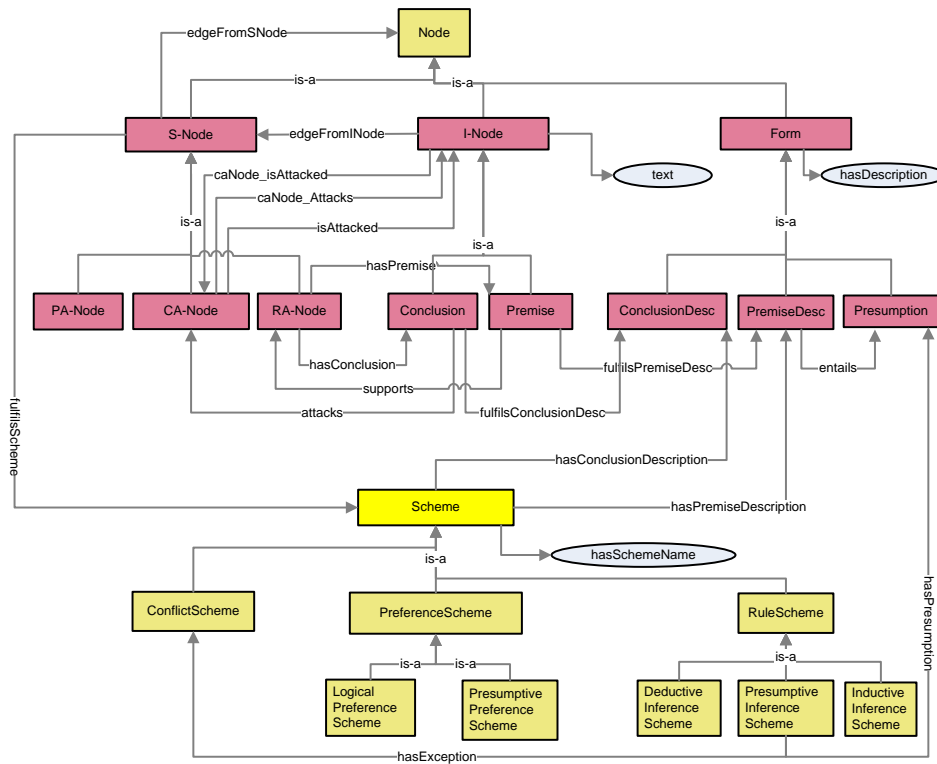 edgeFromSNode
Node
is-a
is-a
S-Node
edgeFromINode
I-Node
Form
caNode_isAttacked
text
hasDescription
caNode_Attacks
is-a
isAttacked
is-a
is-a
hasPremise
PA-Node
CA-Node
RA-Node
Conclusion
Premise
ConclusionDesc
PremiseDesc
Presumption
hasConclusion
fulfilsPremiseDesc
entails
supports
attacks
fulfilsConclusionDesc
fulfilsScheme
hasConclusionDescription
Scheme
hasPremiseDescription
hasSchemeName
is-a
hasPresumption
ConflictScheme
PreferenceScheme
RuleScheme
is-a
is-a
is-a
Logical
Preference
Scheme
Presumptive
Preference
Scheme
Deductive
Inference
Scheme
Presumptive
Inference
Scheme
Inductive
Inference
Scheme
hasException